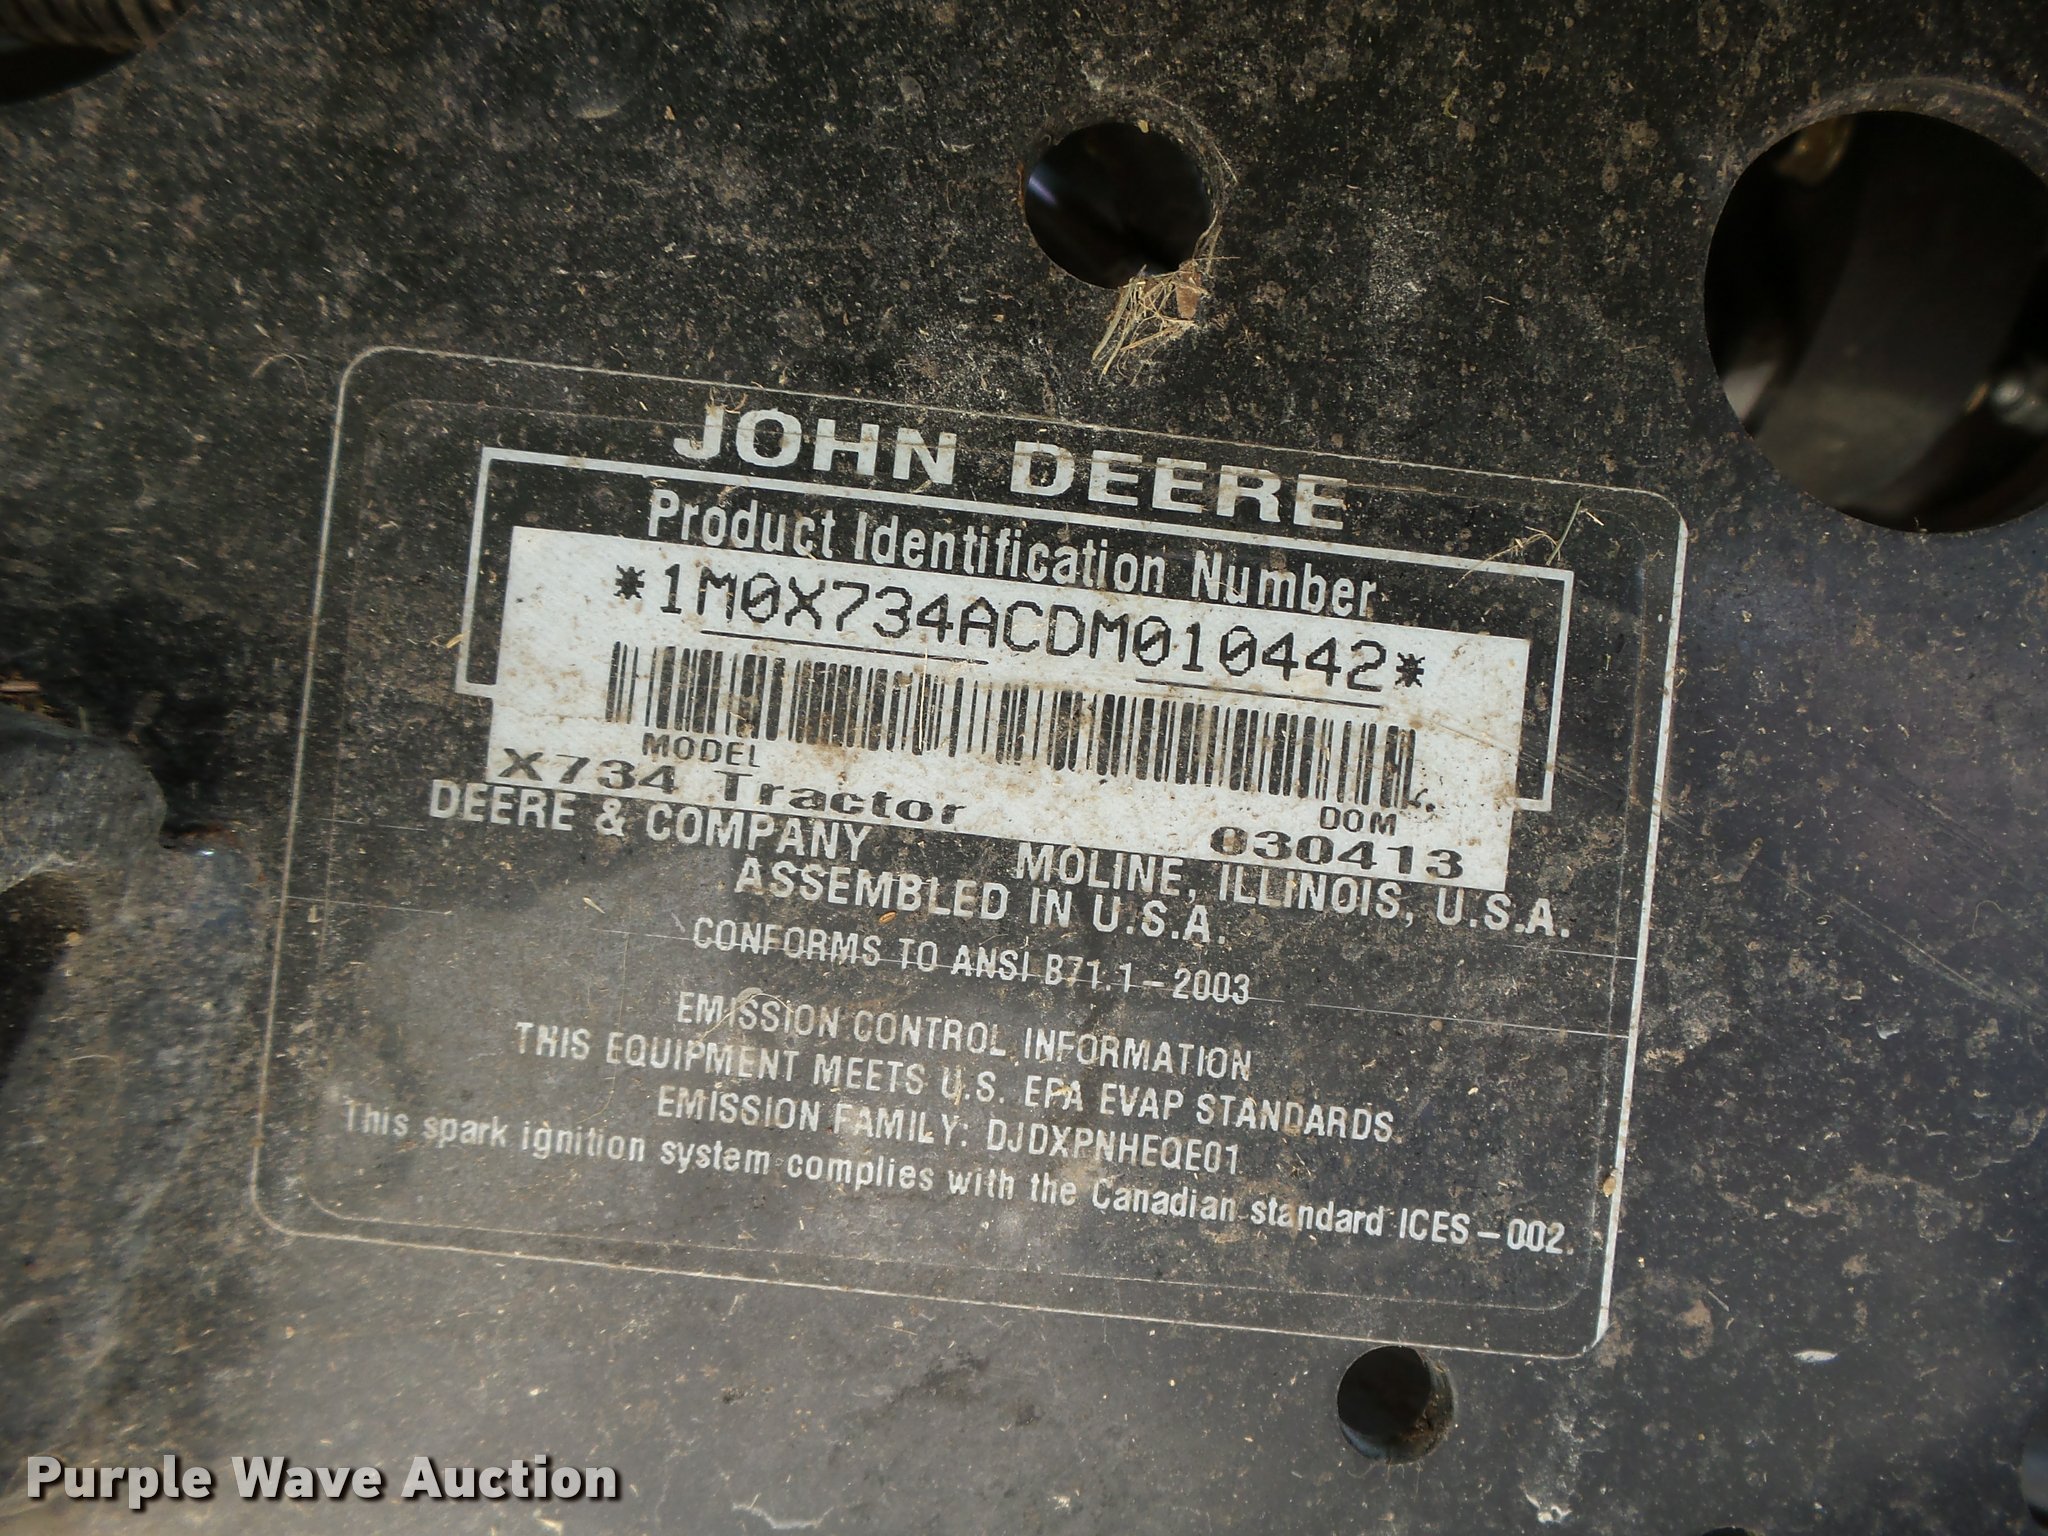 JOHN DEERE
Product Identification Number
*1M0X734ACDM010442*
MODEL
X734 Tractor
DOM
030413
DEERE & COMPANY MOLINE, ILLINOIS, U.S.A.
ASSEMBLED IN U.S.A.
CONFORMS TO ANSI B71.1-2003
EMISSION CONTROL INFORMATION
THIS EQUIPMENT MEETS U.S. EPA EVAP STANDARDS.
EMISSION FAMILY: DJDXPNHEQE01
This spark ignition system complies with the Canadian standard ICES-002.
Purple Wave Auction